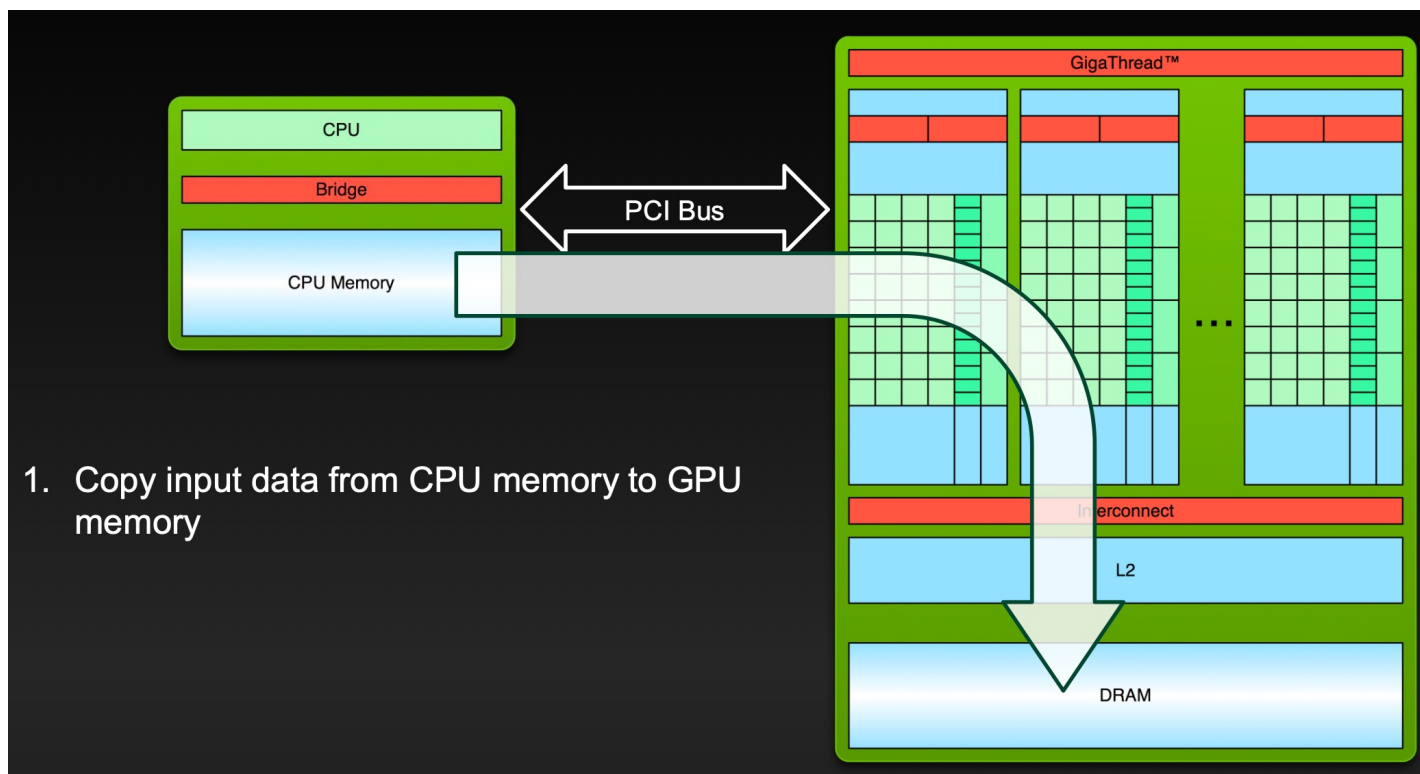 GigaThread™
CPU
Bridge
PCI Bus
CPU Memory
...
1. Copy input data from CPU memory to GPU
memory
Interconnect
L2
DRAM